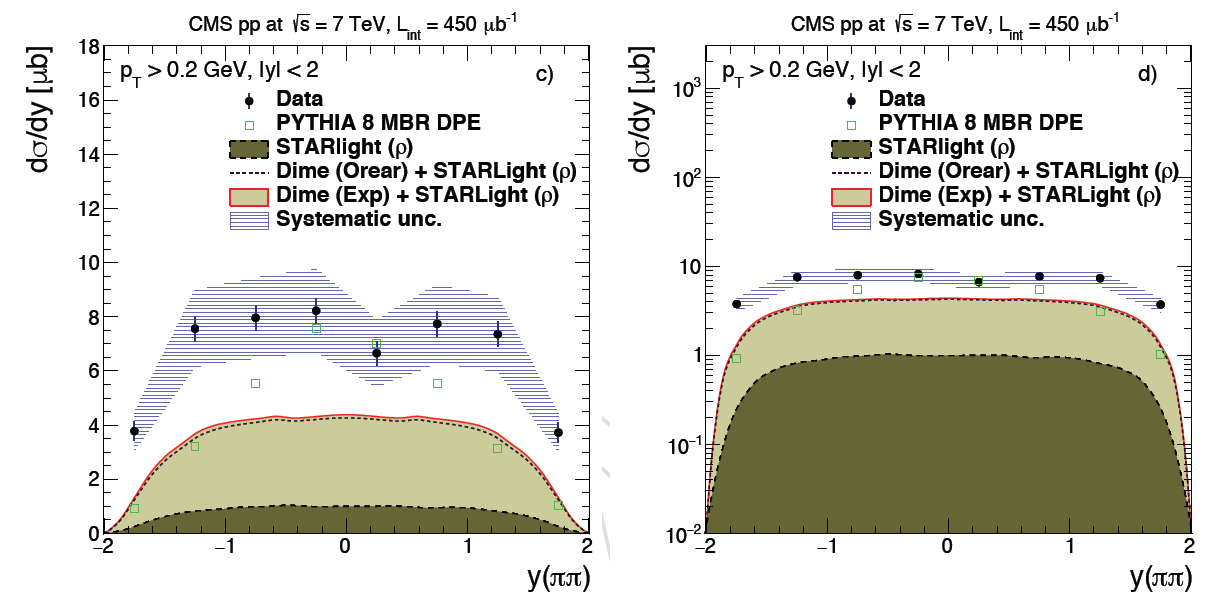 CMS pp at √s = 7 TeV, L_int = 450 μb⁻¹
dσ/dy [μb]
p_T > 0.2 GeV, |y| < 2
c)
Data
PYTHIA 8 MBR DPE
STARlight (ρ)
Dime (Orear) + STARLight (ρ)
Dime (Exp) + STARLight (ρ)
Systematic unc.
18
16
14
12
10
8
6
4
2
0
−2 −1 0 1 2
y(ππ)
CMS pp at √s = 7 TeV, L_int = 450 μb⁻¹
dσ/dy [μb]
p_T > 0.2 GeV, |y| < 2
d)
Data
PYTHIA 8 MBR DPE
STARlight (ρ)
Dime (Orear) + STARLight (ρ)
Dime (Exp) + STARLight (ρ)
Systematic unc.
10³
10²
10
1
10⁻¹
10⁻²
−2 −1 0 1 2
y(ππ)